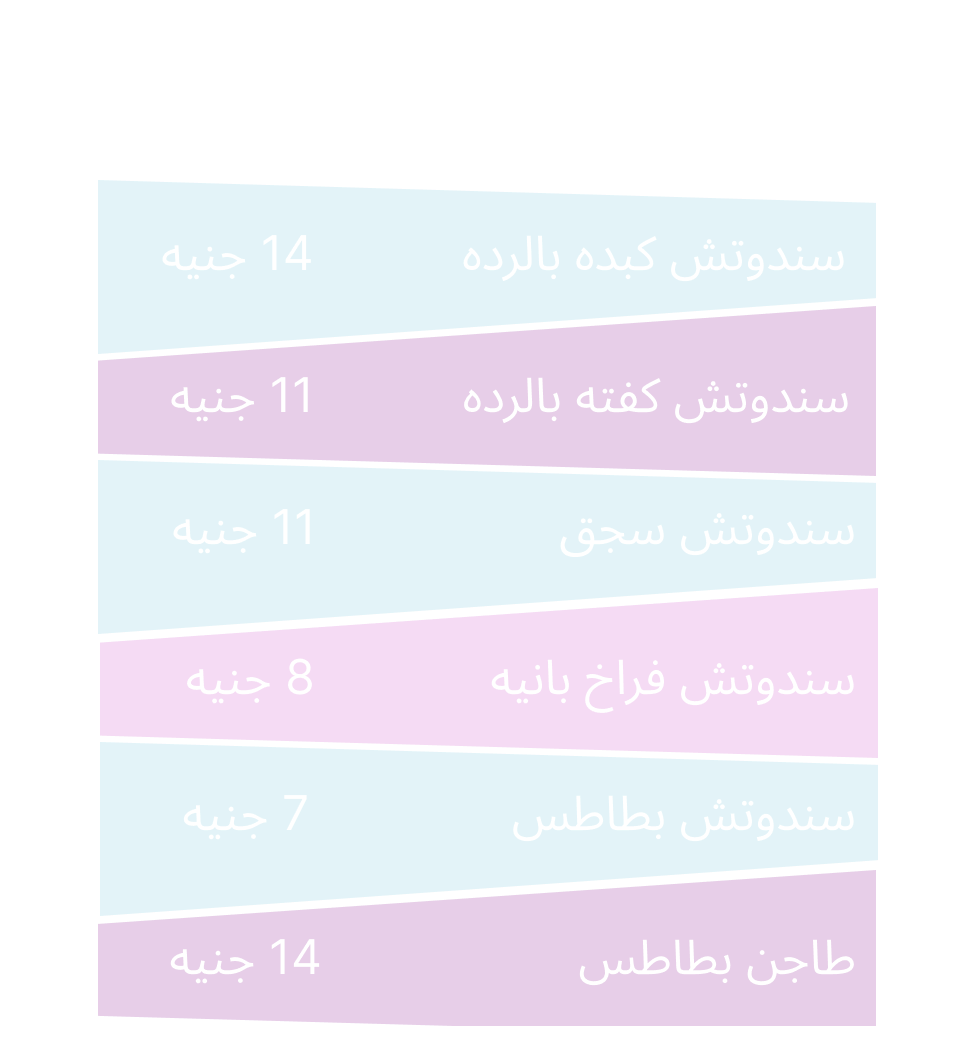 سندوتش كبده بالرده 14 جنيه
سندوتش كفته بالرده 11 جنيه
سندوتش سجق 11 جنيه
سندوتش فراخ بانيه 8 جنيه
سندوتش بطاطس 7 جنيه
طاجن بطاطس 14 جنيه